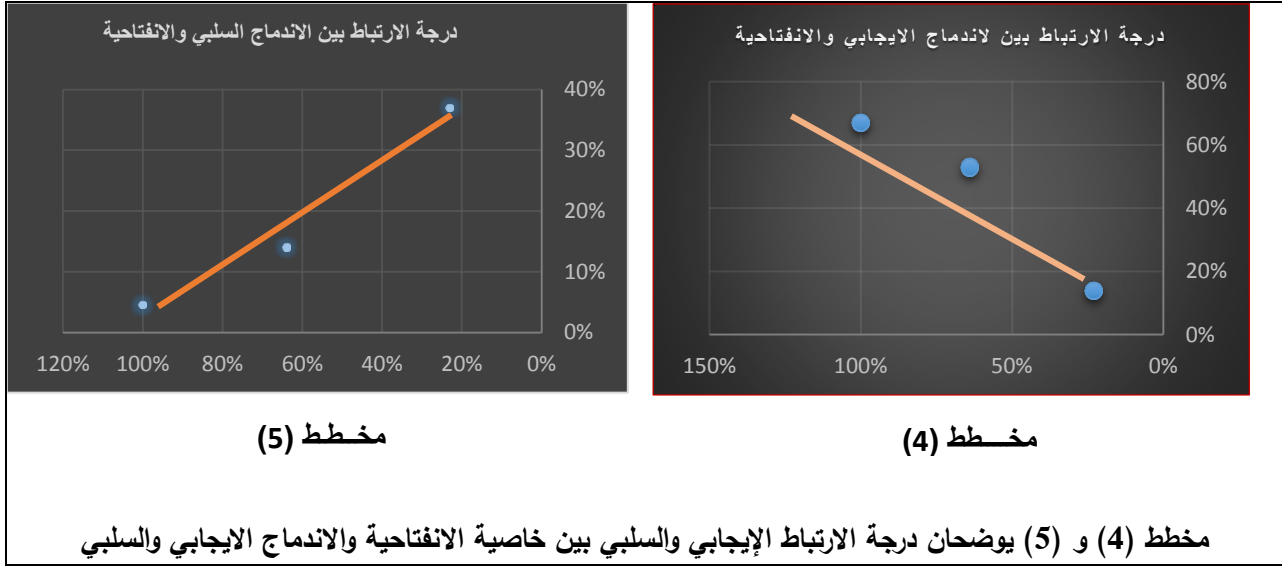 درجة الارتباط بين لاندماج الايجابي والانفتاحية
80%
60%
40%
20%
0%
150% 100% 50% 0%
مخطط (4)
درجة الارتباط بين الاندماج السلبي والانفتاحية
40%
30%
20%
10%
0%
120% 100% 80% 60% 40% 20% 0%
مخطط (5)
مخطط (4) و (5) يوضحان درجة الارتباط الإيجابي والسلبي بين خاصية الانفتاحية والاندماج الايجابي والسلبي